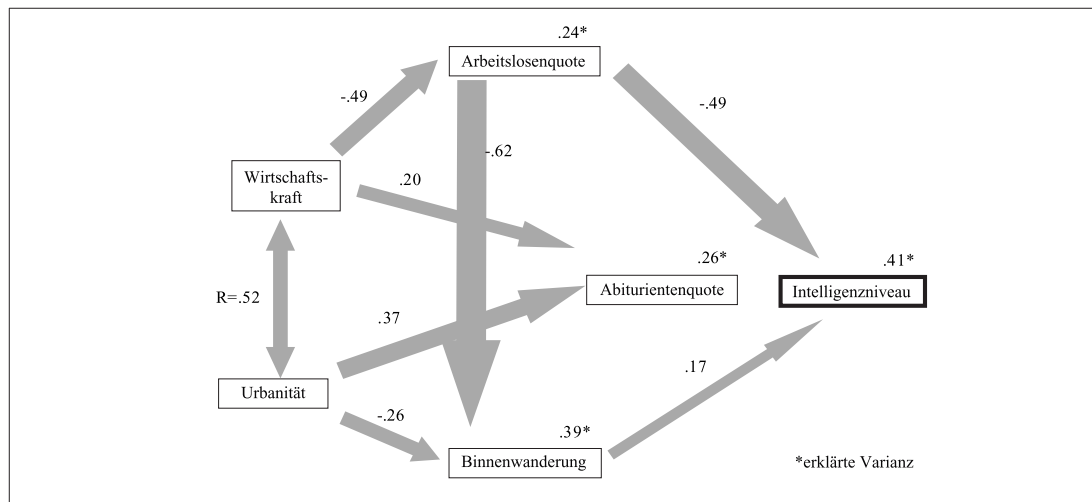 .24*
Arbeitslosenquote
-.49
-.49
-.62
Wirtschafts-
kraft
.20
.26*
.41*
Abiturientenquote
Intelligenzniveau
R=.52
.37
.17
Urbanität
-.26
.39*
Binnenwanderung
*erklärte Varianz